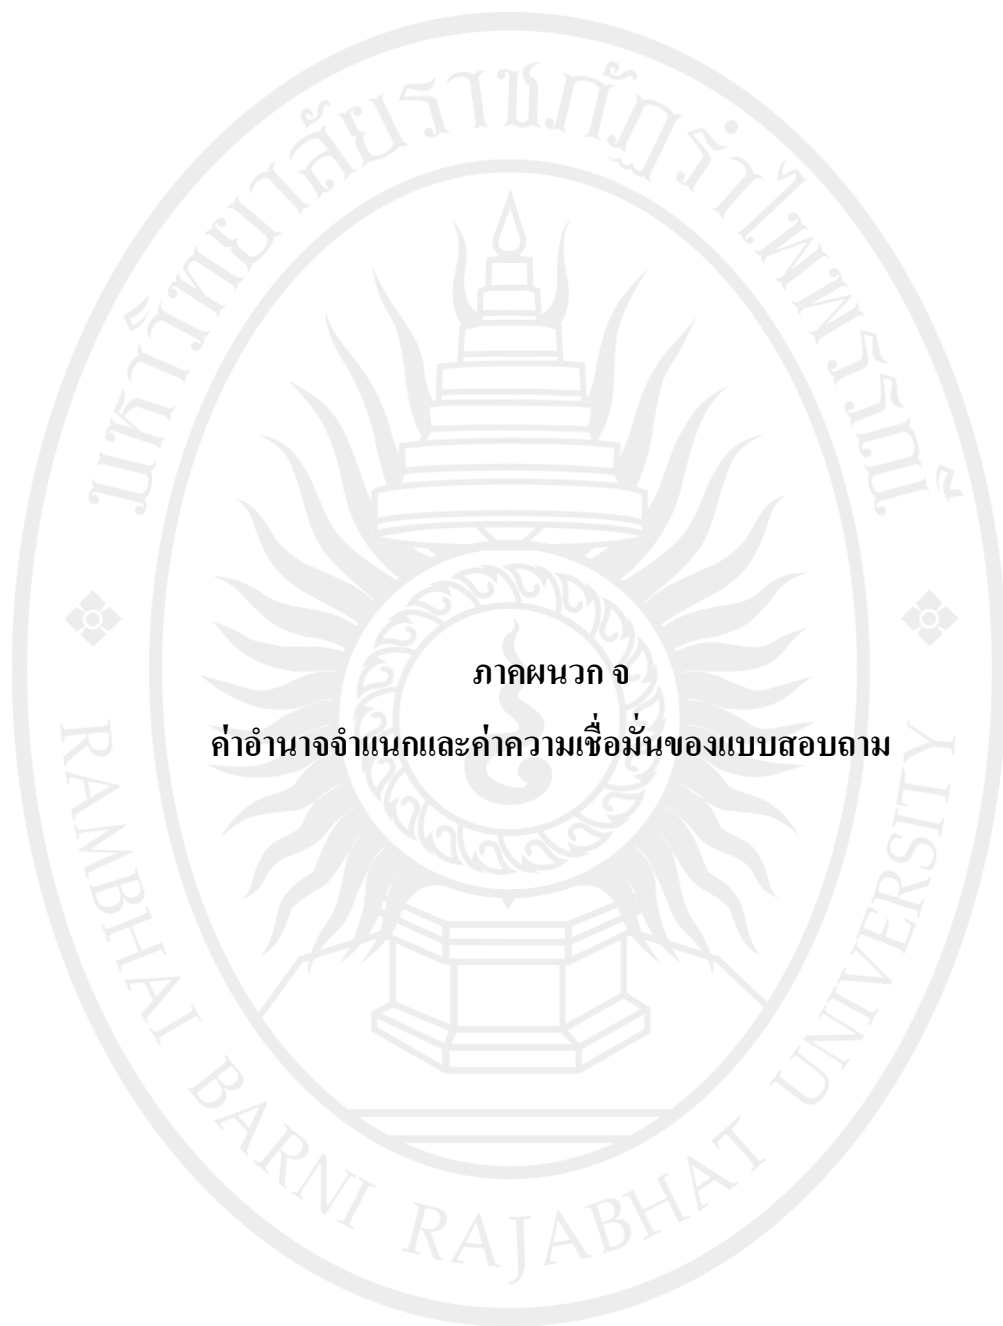 มหาวิทยาลัยราชภัฏรำไพพรรณี
ภาคผนวก จ
ค่าอำนาจจำแนกและค่าความเชื่อมั่นของแบบสอบถาม
RAMBHAI BARNI RAJABHAT UNIVERSITY